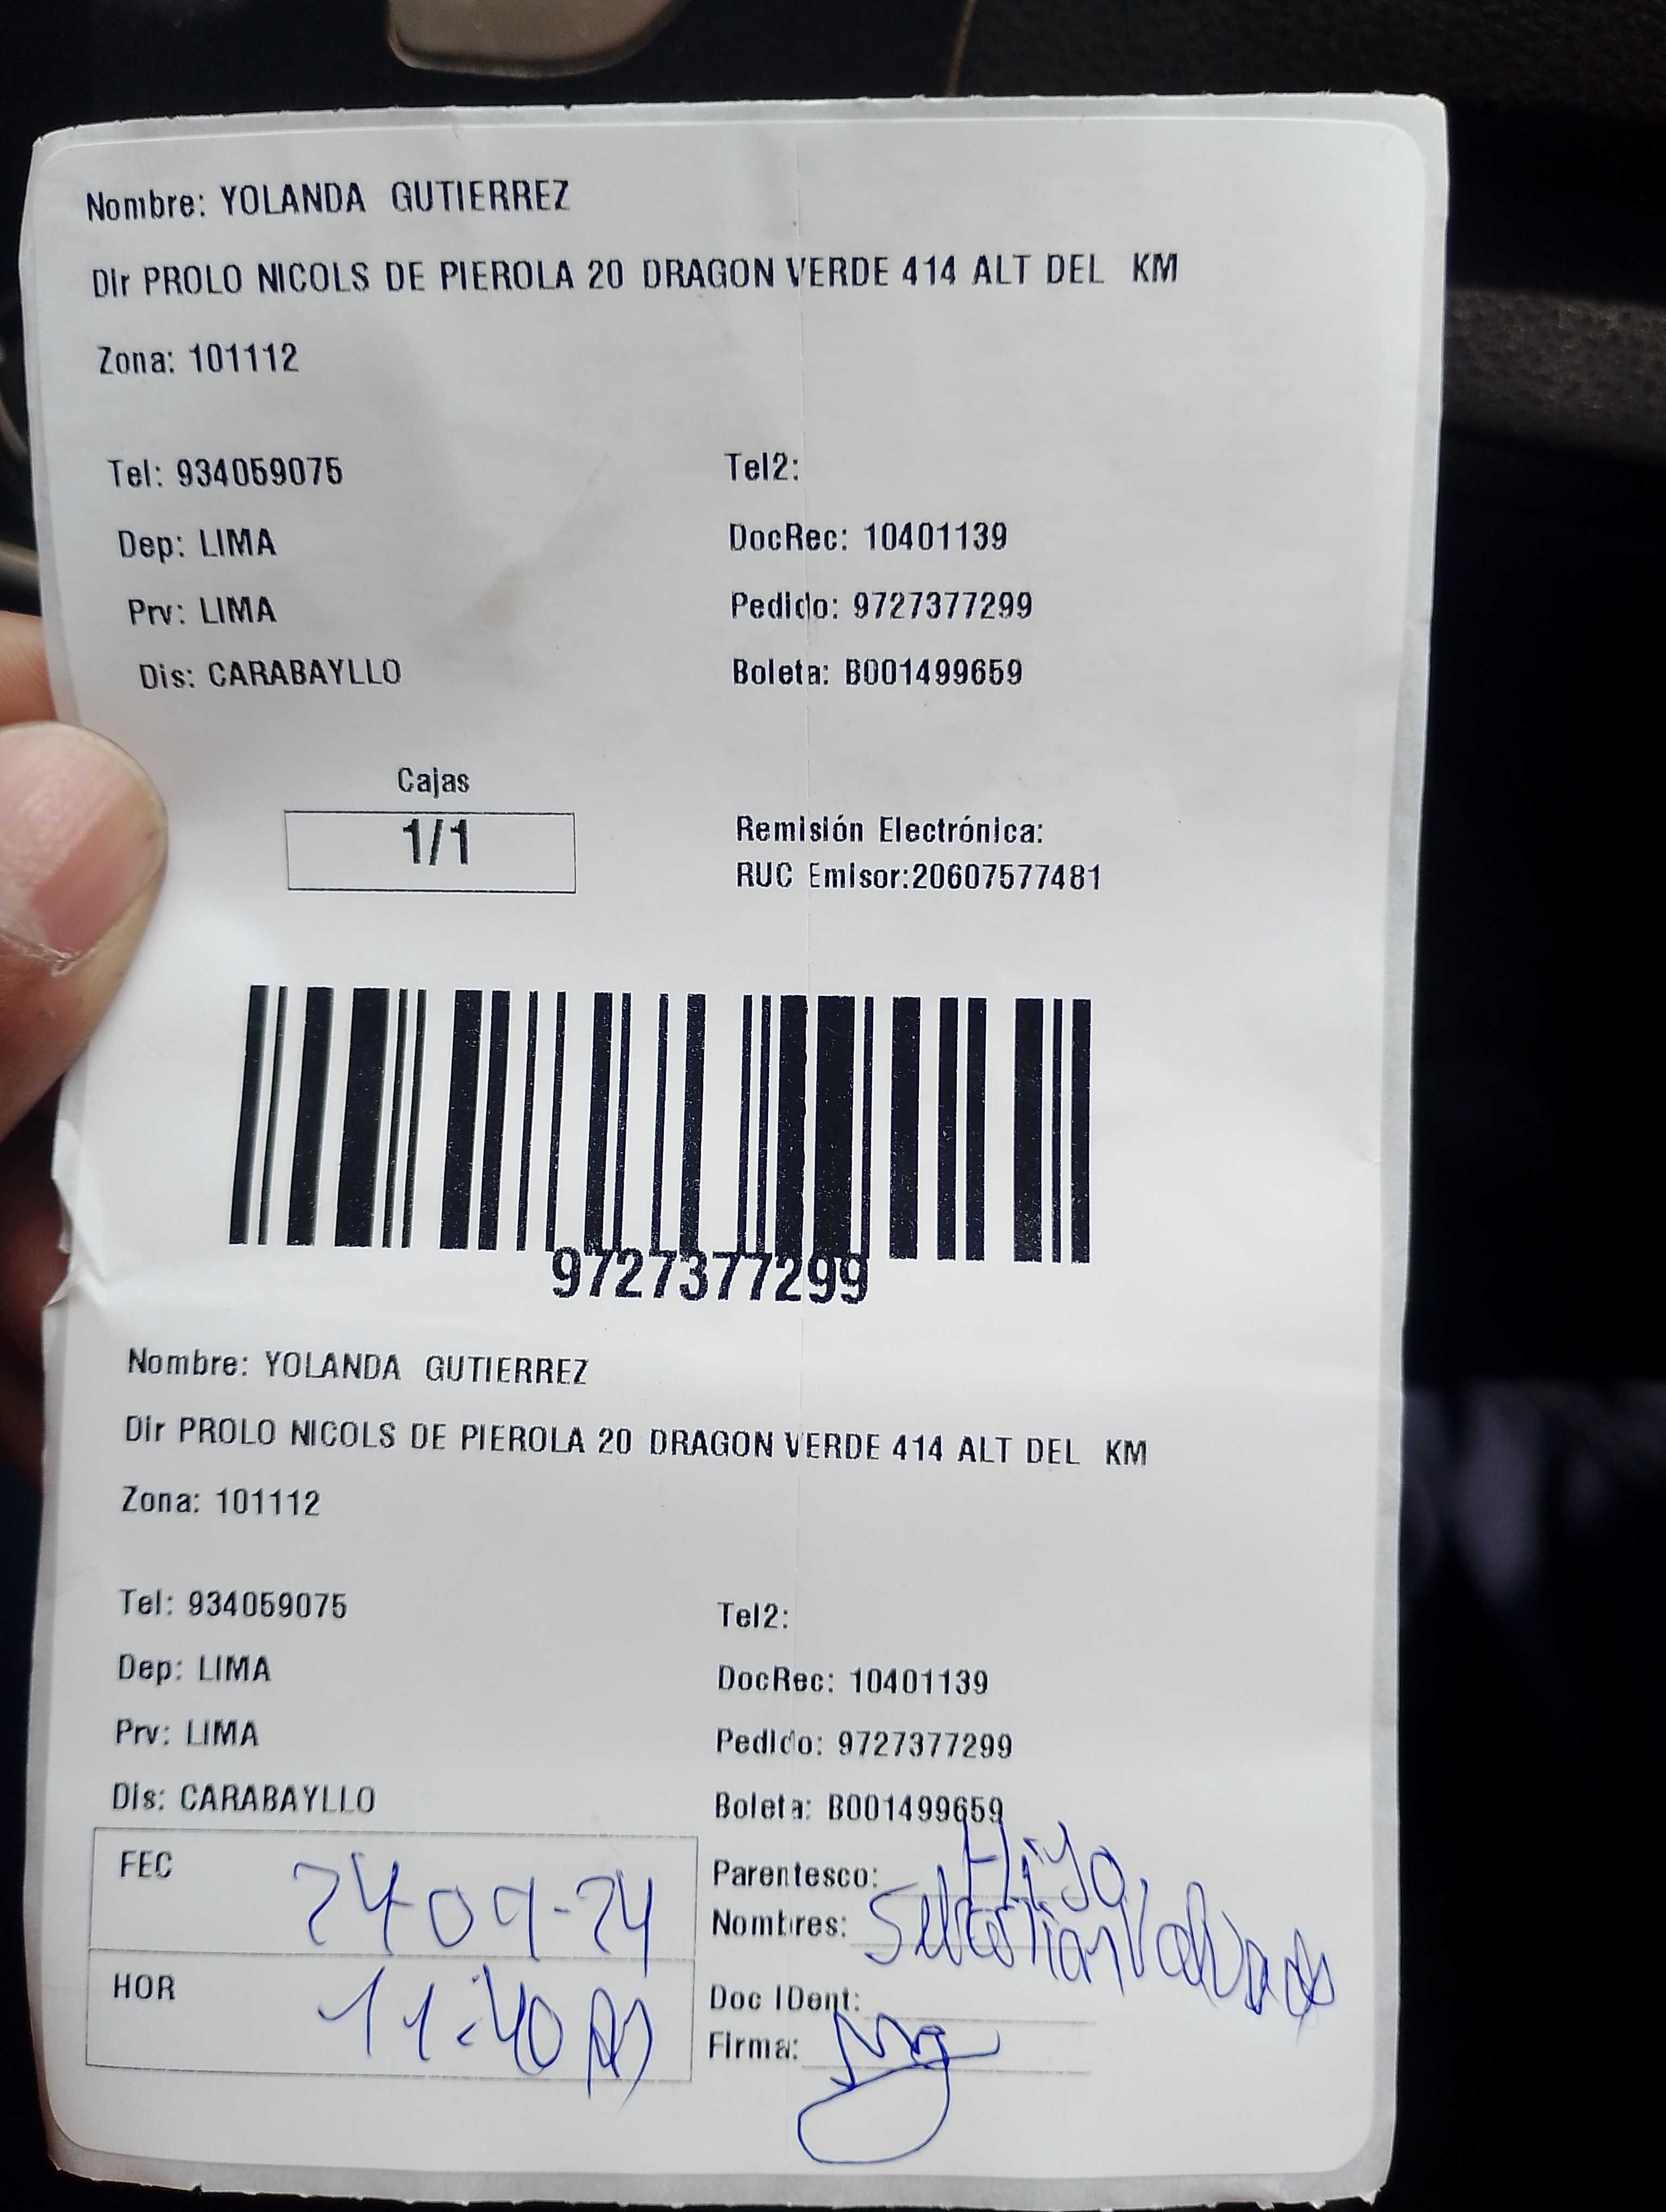 Nombre: YOLANDA GUTIERREZ
DIr PROLO NICOLS DE PIEROLA 20 DRAGON VERDE 414 ALT DEL KM
Zona: 101112
Tel: 934059075
Tel2:
Dep: LIMA
DocRec: 10401139
Prv: LIMA
Pedido: 9727377299
Dis: CARABAYLLO
Boleta: B001499659
Cajas
1/1
Remisión Electrónica:
RUC Emisor:20607577481
9727377299
Nombre: YOLANDA GUTIERREZ
Dir PROLO NICOLS DE PIEROLA 20 DRAGON VERDE 414 ALT DEL KM
Zona: 101112
Tel: 934059075
Tel2:
Dep: LIMA
DocRec: 10401139
Prv: LIMA
Pedido: 9727377299
Dis: CARABAYLLO
Boleta: B001499659
FEC 24-09-24
Parentesco: Hijo
Nombres: Sebastian
HOR 11:40
Doc IDent:
Firma: